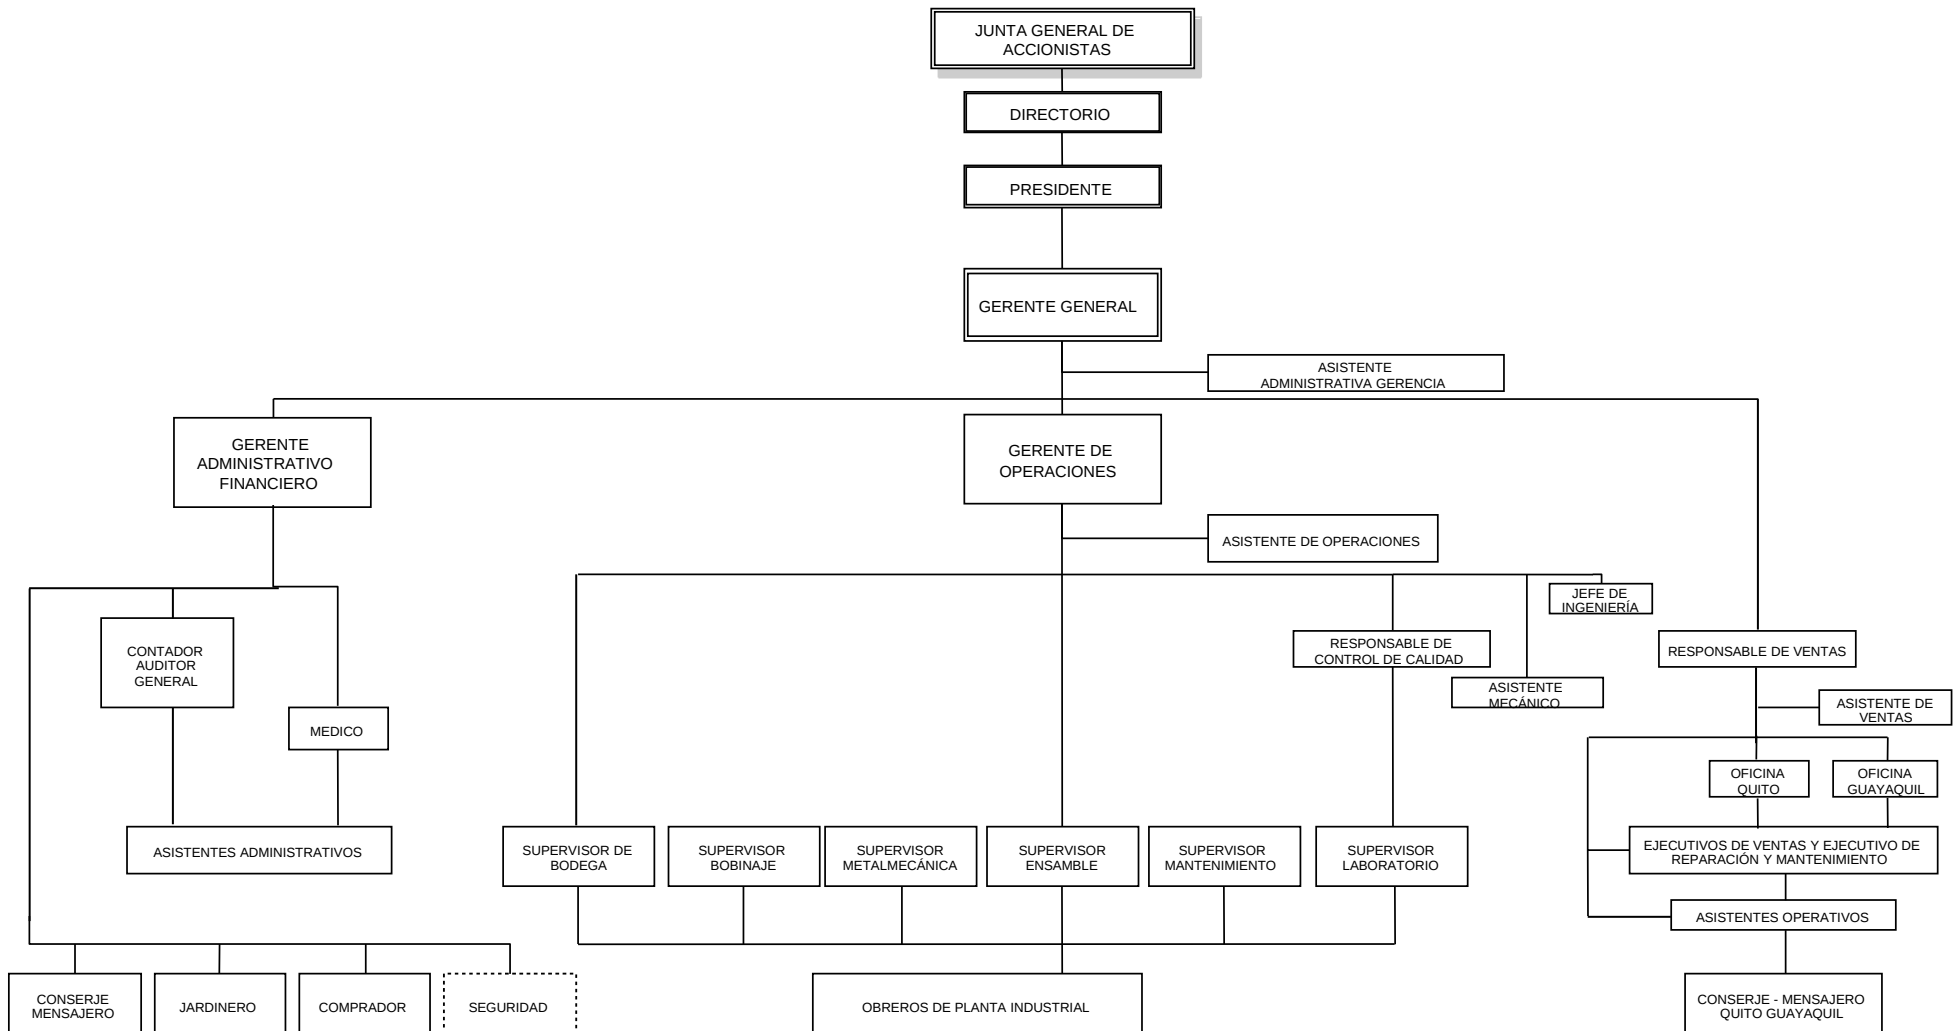 JUNTA GENERAL DE
ACCIONISTAS
DIRECTORIO
PRESIDENTE
GERENTE GENERAL
ASISTENTE
ADMINISTRATIVA GERENCIA
GERENTE
ADMINISTRATIVO
FINANCIERO
GERENTE DE
OPERACIONES
ASISTENTE DE OPERACIONES
JEFE DE
INGENIERÍA
CONTADOR
AUDITOR
GENERAL
RESPONSABLE DE
CONTROL DE CALIDAD
RESPONSABLE DE VENTAS
ASISTENTE
MECÁNICO
ASISTENTE DE
VENTAS
MEDICO
OFICINA
QUITO
OFICINA
GUAYAQUIL
ASISTENTES ADMINISTRATIVOS
SUPERVISOR DE
BODEGA
SUPERVISOR
BOBINAJE
SUPERVISOR
METALMECÁNICA
SUPERVISOR
ENSAMBLE
SUPERVISOR
MANTENIMIENTO
SUPERVISOR
LABORATORIO
EJECUTIVOS DE VENTAS Y EJECUTIVO DE
REPARACIÓN Y MANTENIMIENTO
ASISTENTES OPERATIVOS
CONSERJE
MENSAJERO
JARDINERO
COMPRADOR
SEGURIDAD
OBREROS DE PLANTA INDUSTRIAL
CONSERJE - MENSAJERO
QUITO GUAYAQUIL